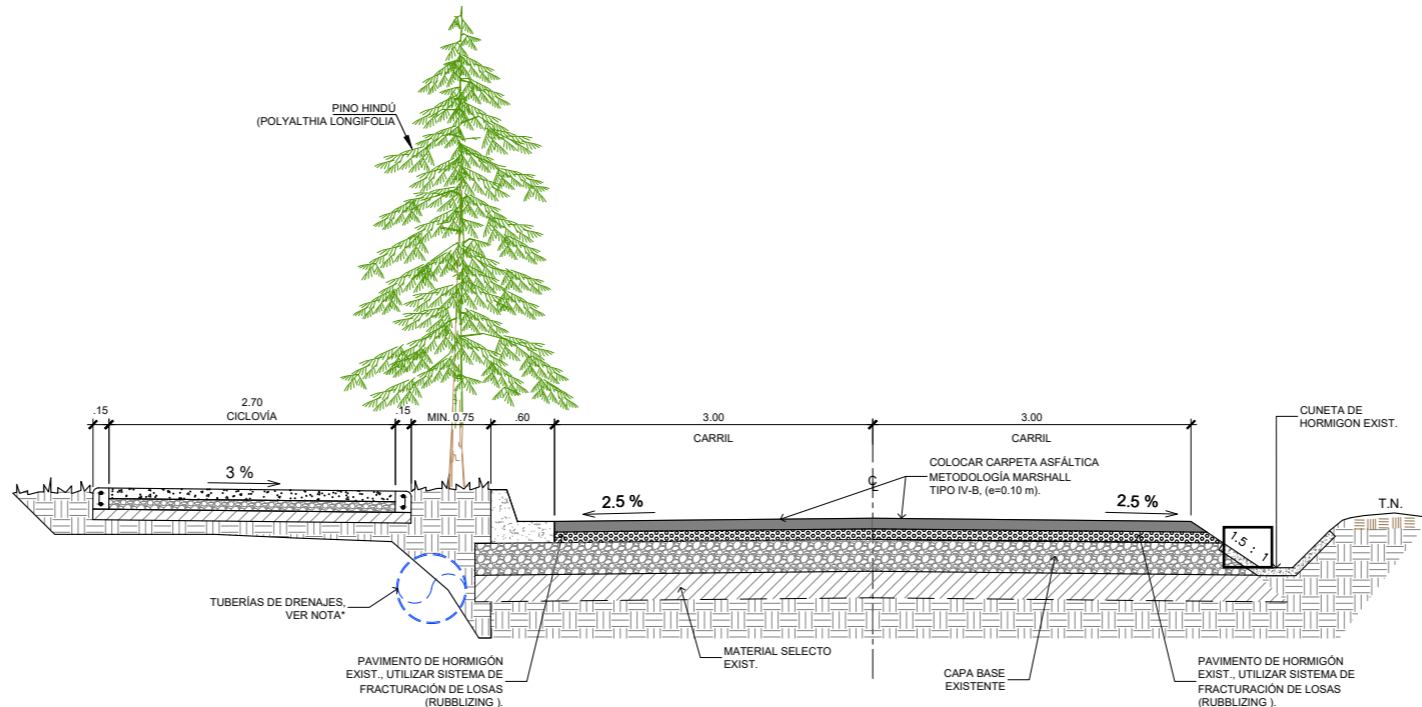 PINO HINDÚ
(POLYALTHIA LONGIFOLIA
.15
2.70
CICLOVÍA
.15
MIN. 0.75
.60
3.00
CARRIL
3.00
CARRIL
CUNETA DE
HORMIGON EXIST.
COLOCAR CARPETA ASFÁLTICA
METODOLOGÍA MARSHALL
TIPO IV-B, (e=0.10 m).
3 %
℄
2.5 %
2.5 %
T.N.
1.5 : 1
TUBERÍAS DE DRENAJES,
VER NOTA*
MATERIAL SELECTO
EXIST.
CAPA BASE
EXISTENTE
PAVIMENTO DE HORMIGÓN
EXIST., UTILIZAR SISTEMA DE
FRACTURACIÓN DE LOSAS
(RUBBLIZING ).
PAVIMENTO DE HORMIGÓN
EXIST., UTILIZAR SISTEMA DE
FRACTURACIÓN DE LOSAS
(RUBBLIZING ).